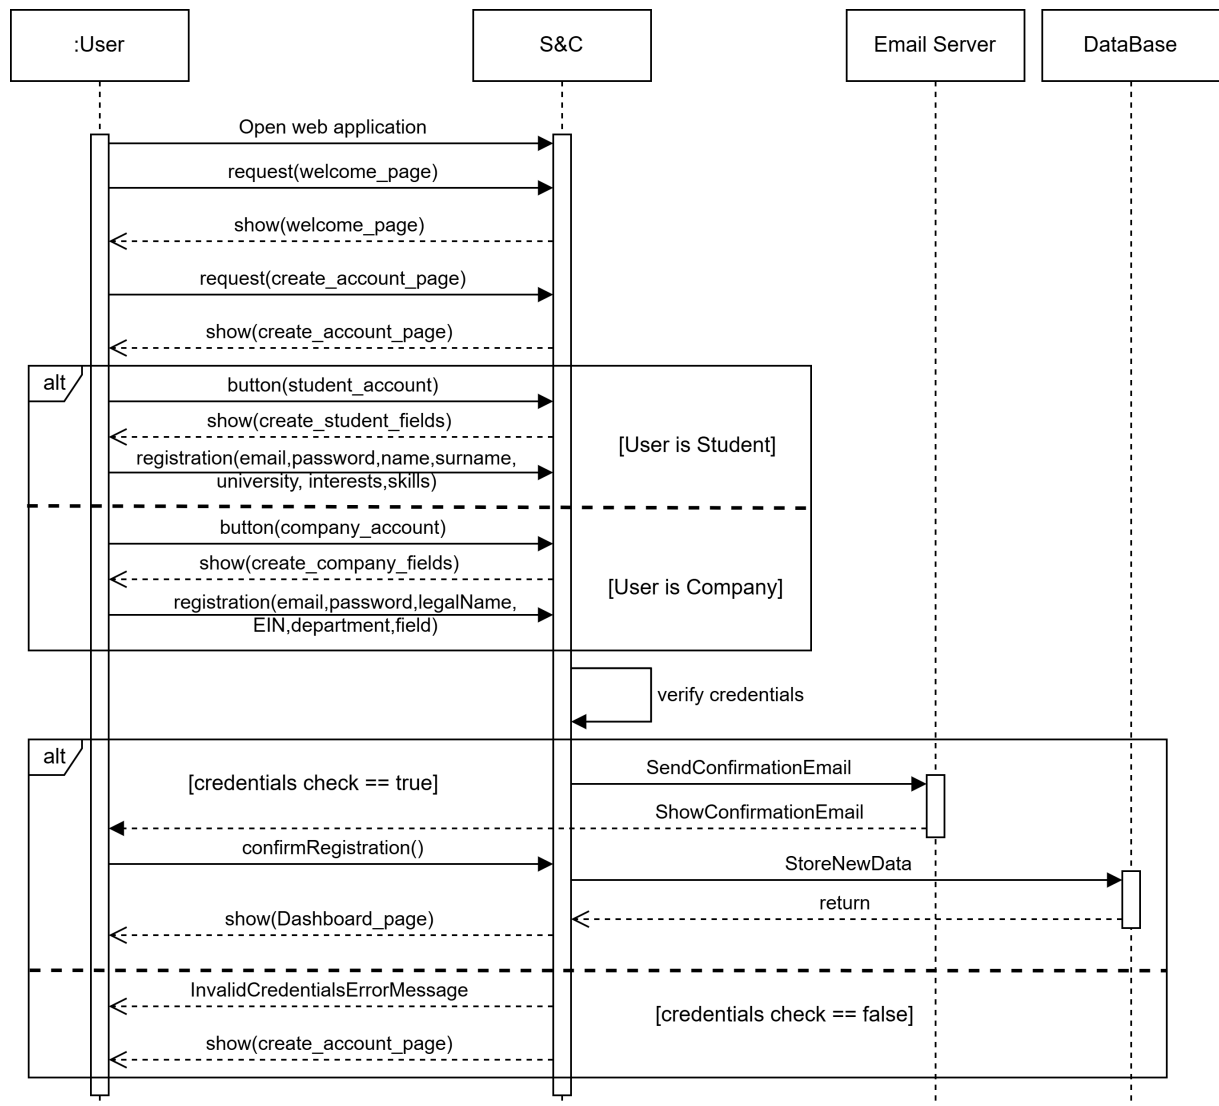 :User
S&C
Email Server
DataBase
Open web application
request(welcome_page)
show(welcome_page)
request(create_account_page)
show(create_account_page)
alt
button(student_account)
show(create_student_fields)
[User is Student]
registration(email,password,name,surname,
university, interests,skills)
button(company_account)
show(create_company_fields)
[User is Company]
registration(email,password,legalName,
EIN,department,field)
verify credentials
alt
[credentials check == true]
SendConfirmationEmail
ShowConfirmationEmail
confirmRegistration()
StoreNewData
return
show(Dashboard_page)
InvalidCredentialsErrorMessage
[credentials check == false]
show(create_account_page)